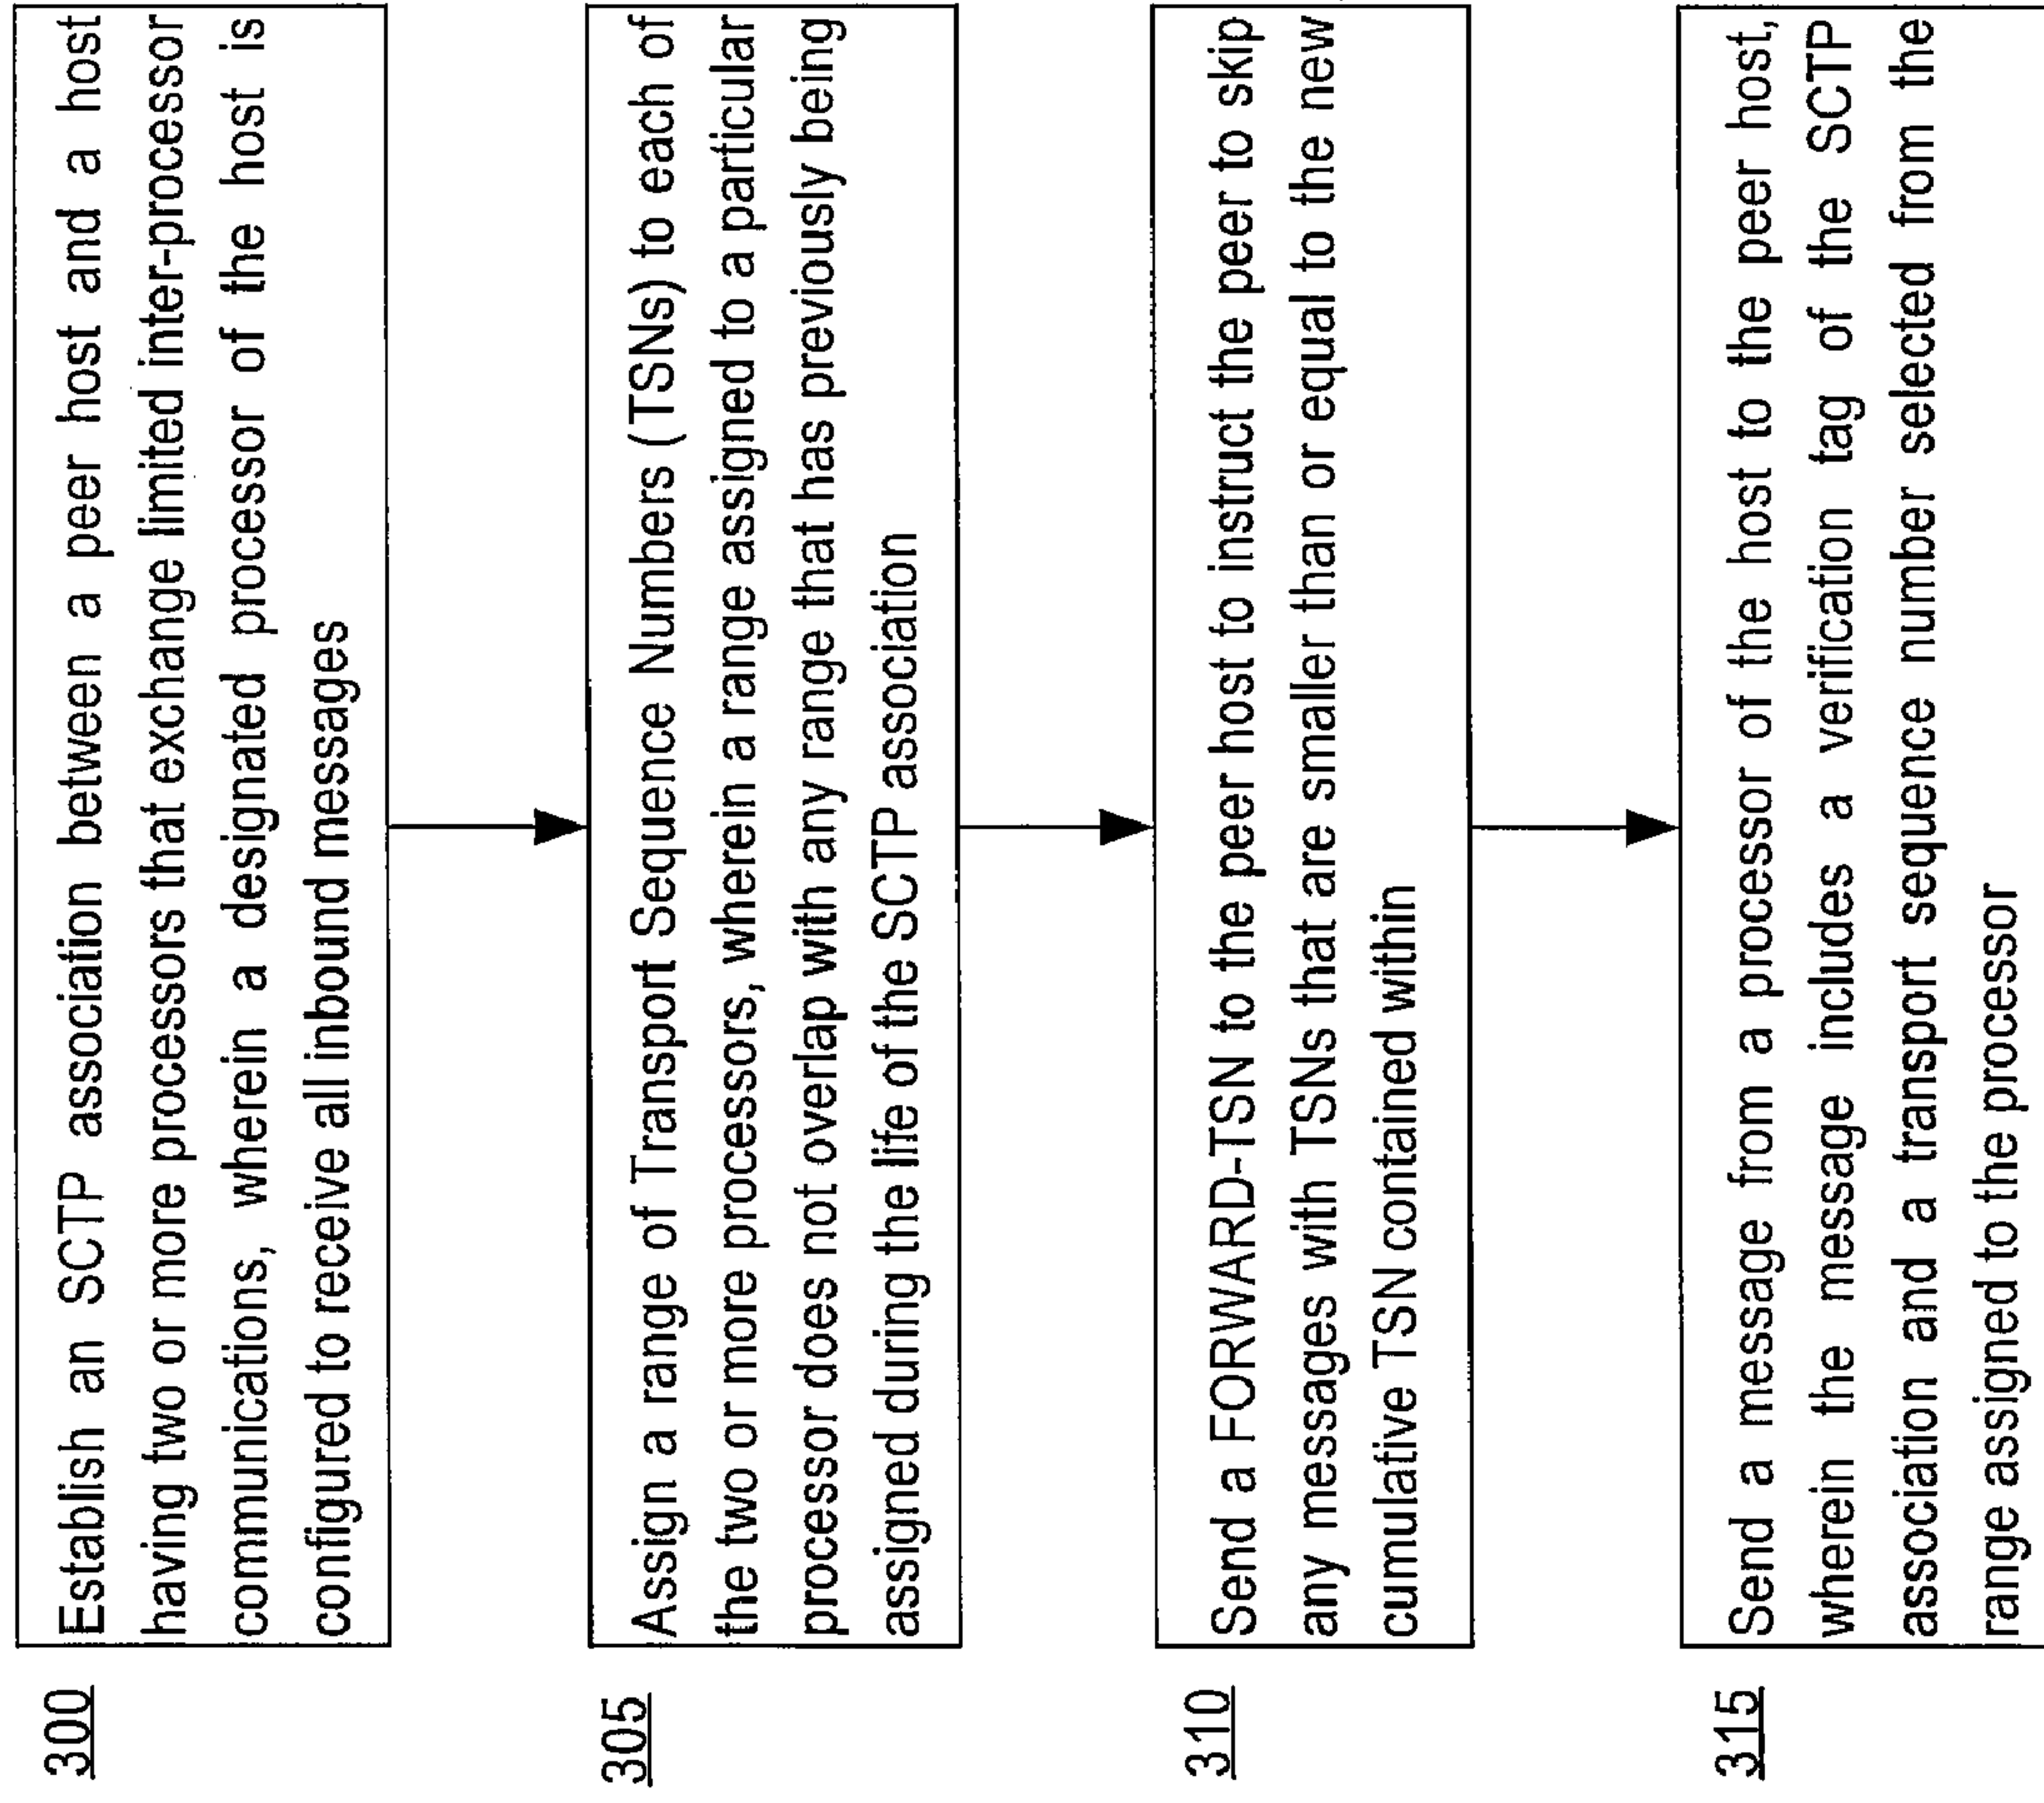 300
Establish an SCTP association between a peer host and a host
having two or more processors that exchange limited inter-processor
communications, wherein a designated processor of the host is
configured to receive all inbound messages
305
Assign a range of Transport Sequence Numbers (TSNs) to each of
the two or more processors, wherein a range assigned to a particular
processor does not overlap with any range that has previously being
assigned during the life of the SCTP association
310
Send a FORWARD-TSN to the peer host to instruct the peer to skip
any messages with TSNs that are smaller than or equal to the new
cumulative TSN contained within
315
Send a message from a processor of the host to the peer host,
wherein the message includes a verification tag of the SCTP
association and a transport sequence number selected from the
range assigned to the processor